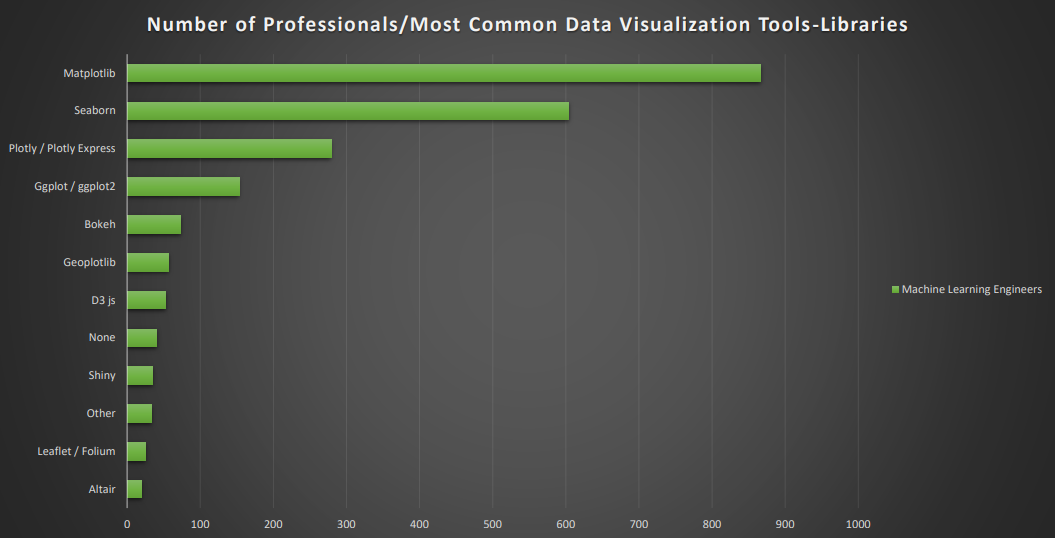 Number of Professionals/Most Common Data Visualization Tools-Libraries
Matplotlib
Seaborn
Plotly / Plotly Express
Ggplot / ggplot2
Bokeh
Geoplotlib
D3 js
None
Shiny
Other
Leaflet / Folium
Altair
0 100 200 300 400 500 600 700 800 900 1000
Machine Learning Engineers